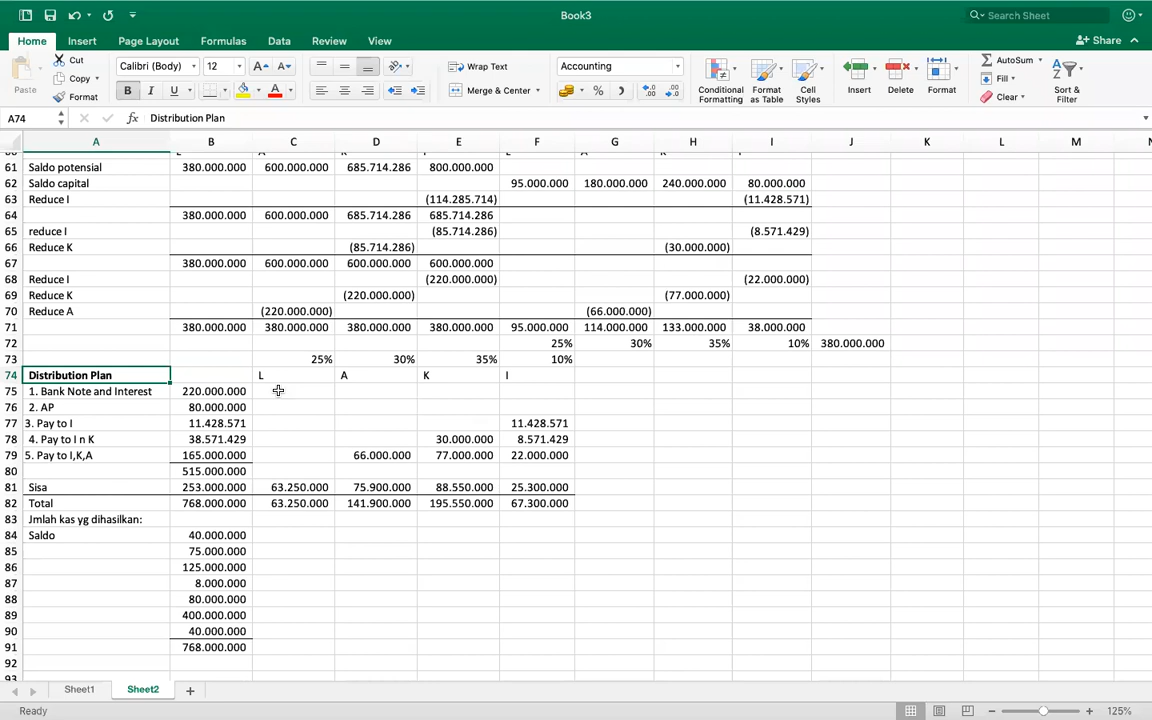 Book3
Search Sheet
Home Insert Page Layout Formulas Data Review View
Share
Paste
Cut
Copy
Format
Calibri (Body) 12
B I U
Wrap Text
Merge & Center
Accounting
Conditional Formatting
Format as Table
Cell Styles
Insert
Delete
Format
AutoSum
Fill
Clear
Sort & Filter
A74 fx Distribution Plan
A B C D E F G H I J K L M N
61 Saldo potensial 380.000.000 600.000.000 685.714.286 800.000.000
62 Saldo capital 95.000.000 180.000.000 240.000.000 80.000.000
63 Reduce I (114.285.714) (11.428.571)
64 380.000.000 600.000.000 685.714.286 685.714.286
65 reduce I (85.714.286) (8.571.429)
66 Reduce K (85.714.286) (30.000.000)
67 380.000.000 600.000.000 600.000.000 600.000.000
68 Reduce I (220.000.000) (22.000.000)
69 Reduce K (220.000.000) (77.000.000)
70 Reduce A (220.000.000) (66.000.000)
71 380.000.000 380.000.000 380.000.000 380.000.000 95.000.000 114.000.000 133.000.000 38.000.000
72 25% 30% 35% 10% 380.000.000
73 25% 30% 35% 10%
74 Distribution Plan L A K I
75 1. Bank Note and Interest 220.000.000
76 2. AP 80.000.000
77 3. Pay to I 11.428.571 11.428.571
78 4. Pay to I n K 38.571.429 30.000.000 8.571.429
79 5. Pay to I,K,A 165.000.000 66.000.000 77.000.000 22.000.000
80 515.000.000
81 Sisa 253.000.000 63.250.000 75.900.000 88.550.000 25.300.000
82 Total 768.000.000 63.250.000 141.900.000 195.550.000 67.300.000
83 Jmlah kas yg dihasilkan:
84 Saldo 40.000.000
85 75.000.000
86 125.000.000
87 8.000.000
88 80.000.000
89 400.000.000
90 40.000.000
91 768.000.000
92
93
Sheet1 Sheet2
Ready
125%